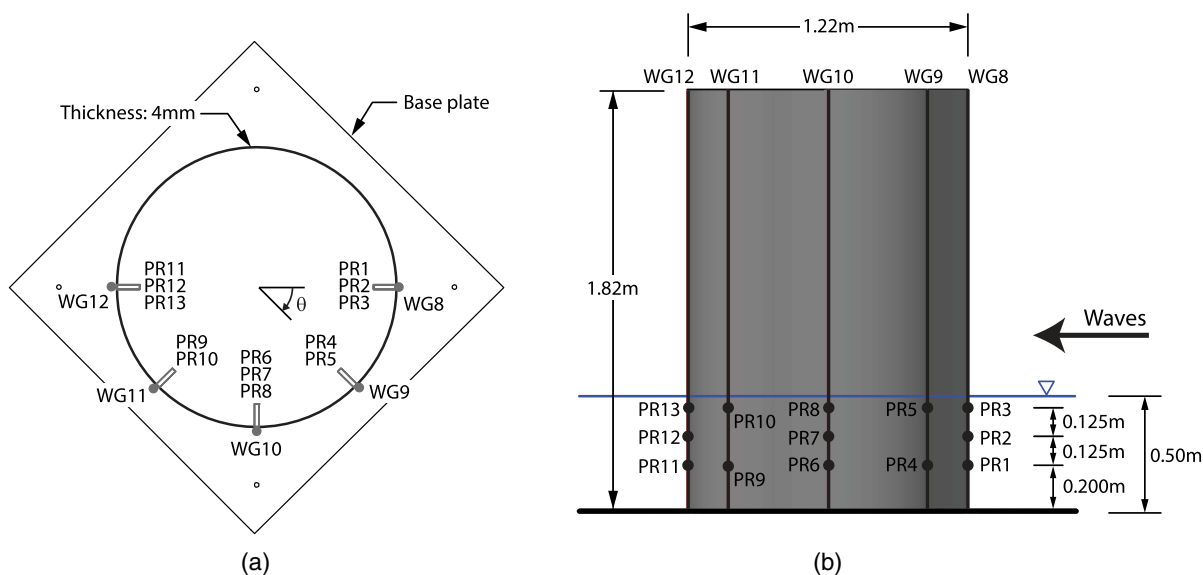 Thickness: 4mm
Base plate
PR11
PR12
PR13
PR1
PR2
PR3
WG12
θ
WG8
PR9
PR10
PR6
PR7
PR8
PR4
PR5
WG11
WG9
WG10
(a)
1.22m
WG12 WG11 WG10 WG9 WG8
1.82m
Waves
PR13 PR10 PR8 PR5 PR3
0.125m
PR12 PR7 PR2
0.125m
0.50m
PR11 PR9 PR6 PR4 PR1
0.200m
(b)